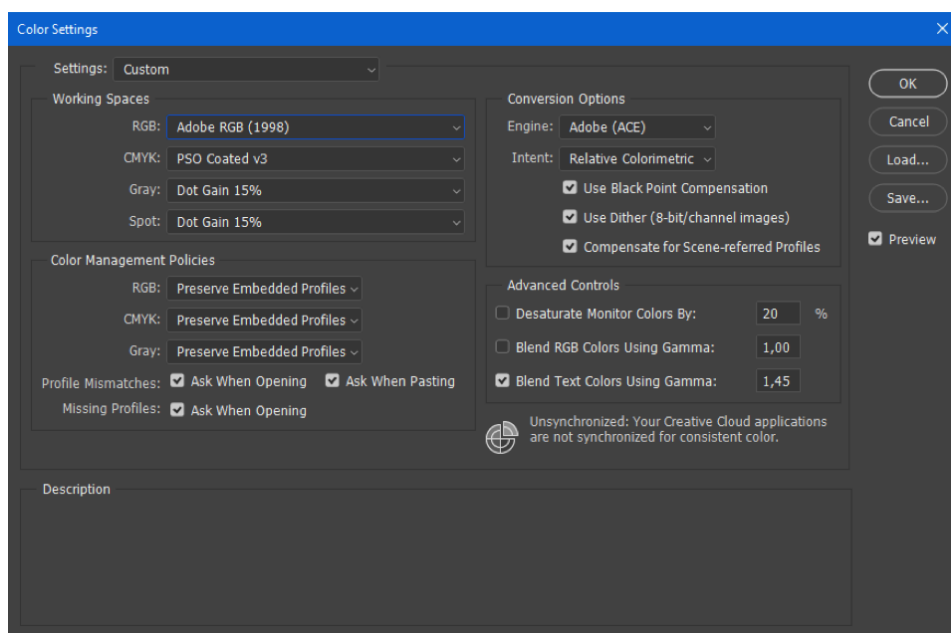 Color Settings
Settings: Custom
Working Spaces
RGB: Adobe RGB (1998)
CMYK: PSO Coated v3
Gray: Dot Gain 15%
Spot: Dot Gain 15%
Color Management Policies
RGB: Preserve Embedded Profiles
CMYK: Preserve Embedded Profiles
Gray: Preserve Embedded Profiles
Profile Mismatches: Ask When Opening Ask When Pasting
Missing Profiles: Ask When Opening
Conversion Options
Engine: Adobe (ACE)
Intent: Relative Colorimetric
Use Black Point Compensation
Use Dither (8-bit/channel images)
Compensate for Scene-referred Profiles
Advanced Controls
Desaturate Monitor Colors By: 20 %
Blend RGB Colors Using Gamma: 1,00
Blend Text Colors Using Gamma: 1,45
Unsynchronized: Your Creative Cloud applications
are not synchronized for consistent color.
OK
Cancel
Load...
Save...
Preview
Description